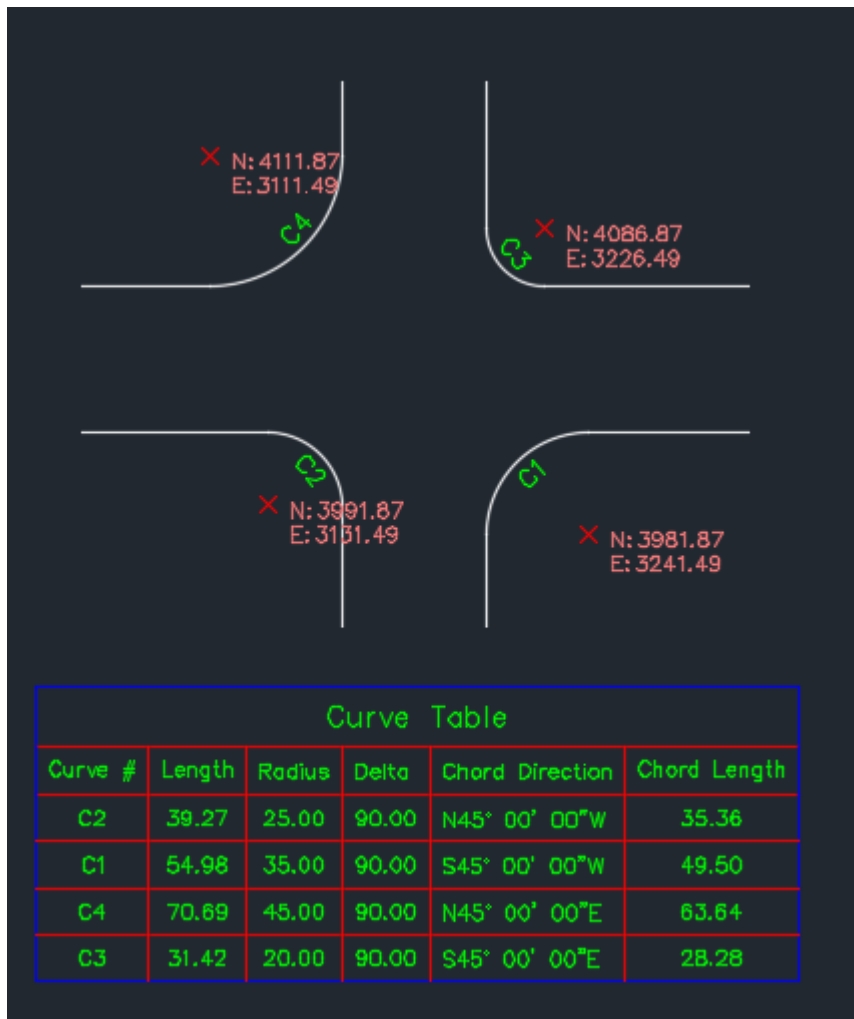 N: 4111.87
E: 3111.49
C4
C3
N: 4086.87
E: 3226.49
C2
C1
N: 3991.87
E: 3131.49
N: 3981.87
E: 3241.49
Curve Table
Curve # Length Radius Delta Chord Direction Chord Length
C2 39.27 25.00 90.00 N45° 00' 00"W 35.36
C1 54.98 35.00 90.00 S45° 00' 00"W 49.50
C4 70.69 45.00 90.00 N45° 00' 00"E 63.64
C3 31.42 20.00 90.00 S45° 00' 00"E 28.28